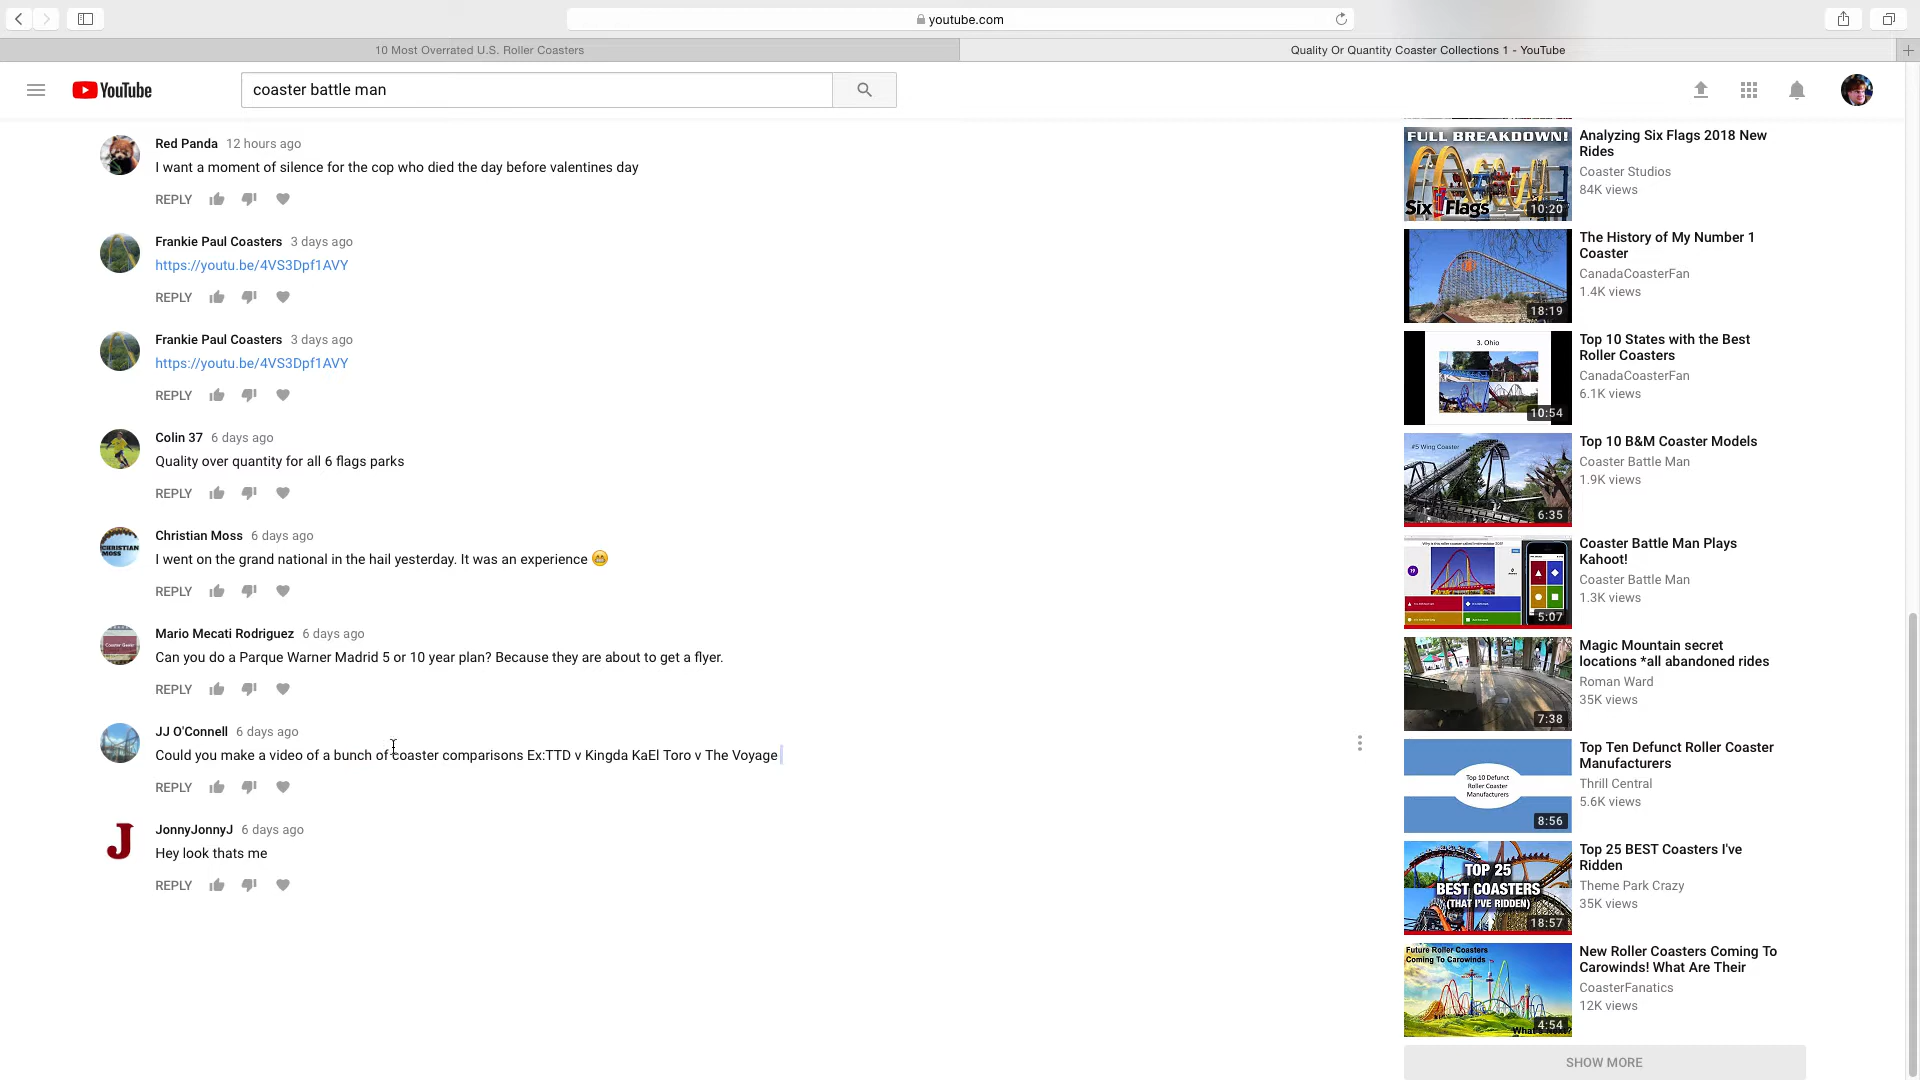 youtube.com
10 Most Overrated U.S. Roller Coasters
Quality Or Quantity Coaster Collections 1 - YouTube
YouTube
coaster battle man
Red Panda 12 hours ago
I want a moment of silence for the cop who died the day before valentines day
REPLY
Frankie Paul Coasters 3 days ago
https://youtu.be/4VS3Dpf1AVY
REPLY
Frankie Paul Coasters 3 days ago
https://youtu.be/4VS3Dpf1AVY
REPLY
Colin 37 6 days ago
Quality over quantity for all 6 flags parks
REPLY
CHRISTIAN
MOSS
Christian Moss 6 days ago
I went on the grand national in the hail yesterday. It was an experience 😁
REPLY
Mario Mecati Rodriguez 6 days ago
Can you do a Parque Warner Madrid 5 or 10 year plan? Because they are about to get a flyer.
REPLY
JJ O'Connell 6 days ago
Could you make a video of a bunch of coaster comparisons Ex:TTD v Kingda KaEl Toro v The Voyage
REPLY
J
JonnyJonnyJ 6 days ago
Hey look thats me
REPLY
FULL BREAKDOWN!
Six Flags
10:20
Analyzing Six Flags 2018 New
Rides
Coaster Studios
84K views
18:19
The History of My Number 1
Coaster
CanadaCoasterFan
1.4K views
3. Ohio
10:54
Top 10 States with the Best
Roller Coasters
CanadaCoasterFan
6.1K views
#5 Wing Coaster
6:35
Top 10 B&M Coaster Models
Coaster Battle Man
1.9K views
5:07
Coaster Battle Man Plays
Kahoot!
Coaster Battle Man
1.3K views
7:38
Magic Mountain secret
locations *all abandoned rides
Roman Ward
35K views
Top 10 Defunct
Roller Coaster
Manufacturers
8:56
Top Ten Defunct Roller Coaster
Manufacturers
Thrill Central
5.6K views
TOP 25
BEST COASTERS
(THAT I'VE RIDDEN)
18:57
Top 25 BEST Coasters I've
Ridden
Theme Park Crazy
35K views
Future Roller Coasters
Coming To Carowinds
4:54
New Roller Coasters Coming To
Carowinds! What Are Their
CoasterFanatics
12K views
SHOW MORE